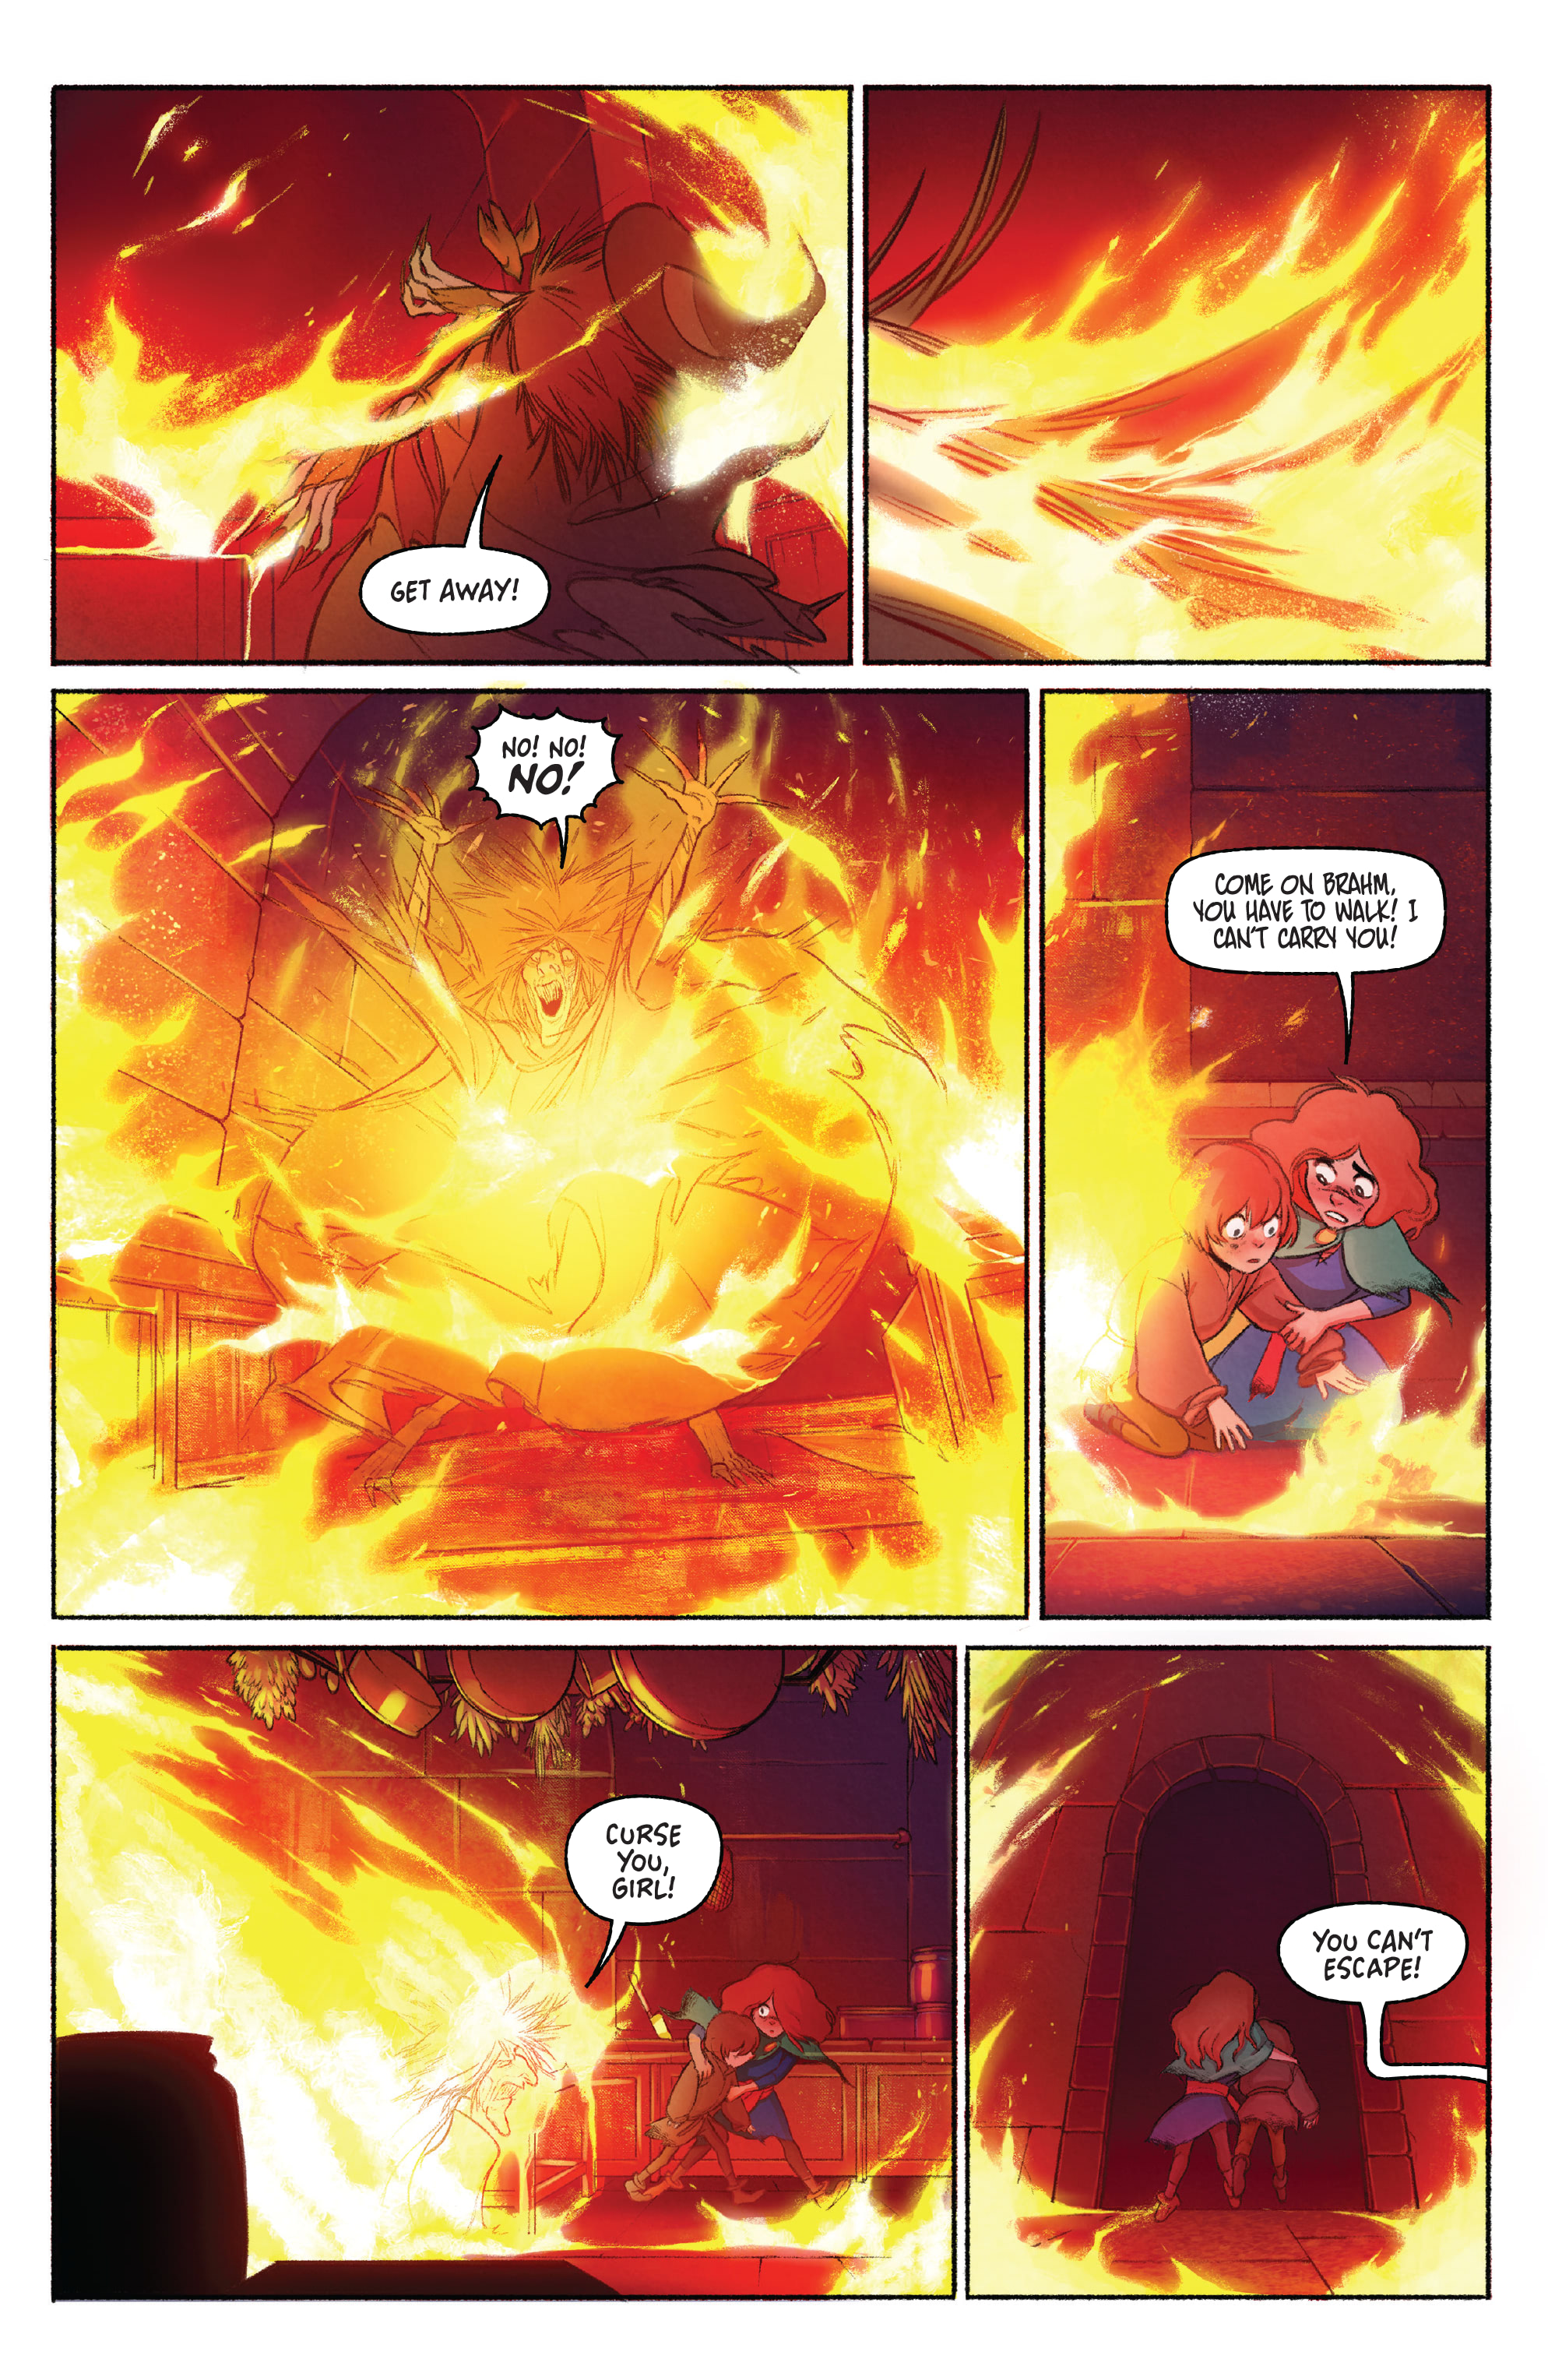 GET AWAY!
NO! NO!
NO!
COME ON BRAHM,
YOU HAVE TO WALK! I
CAN'T CARRY YOU!
CURSE
YOU,
GIRL!
YOU CAN'T
ESCAPE!